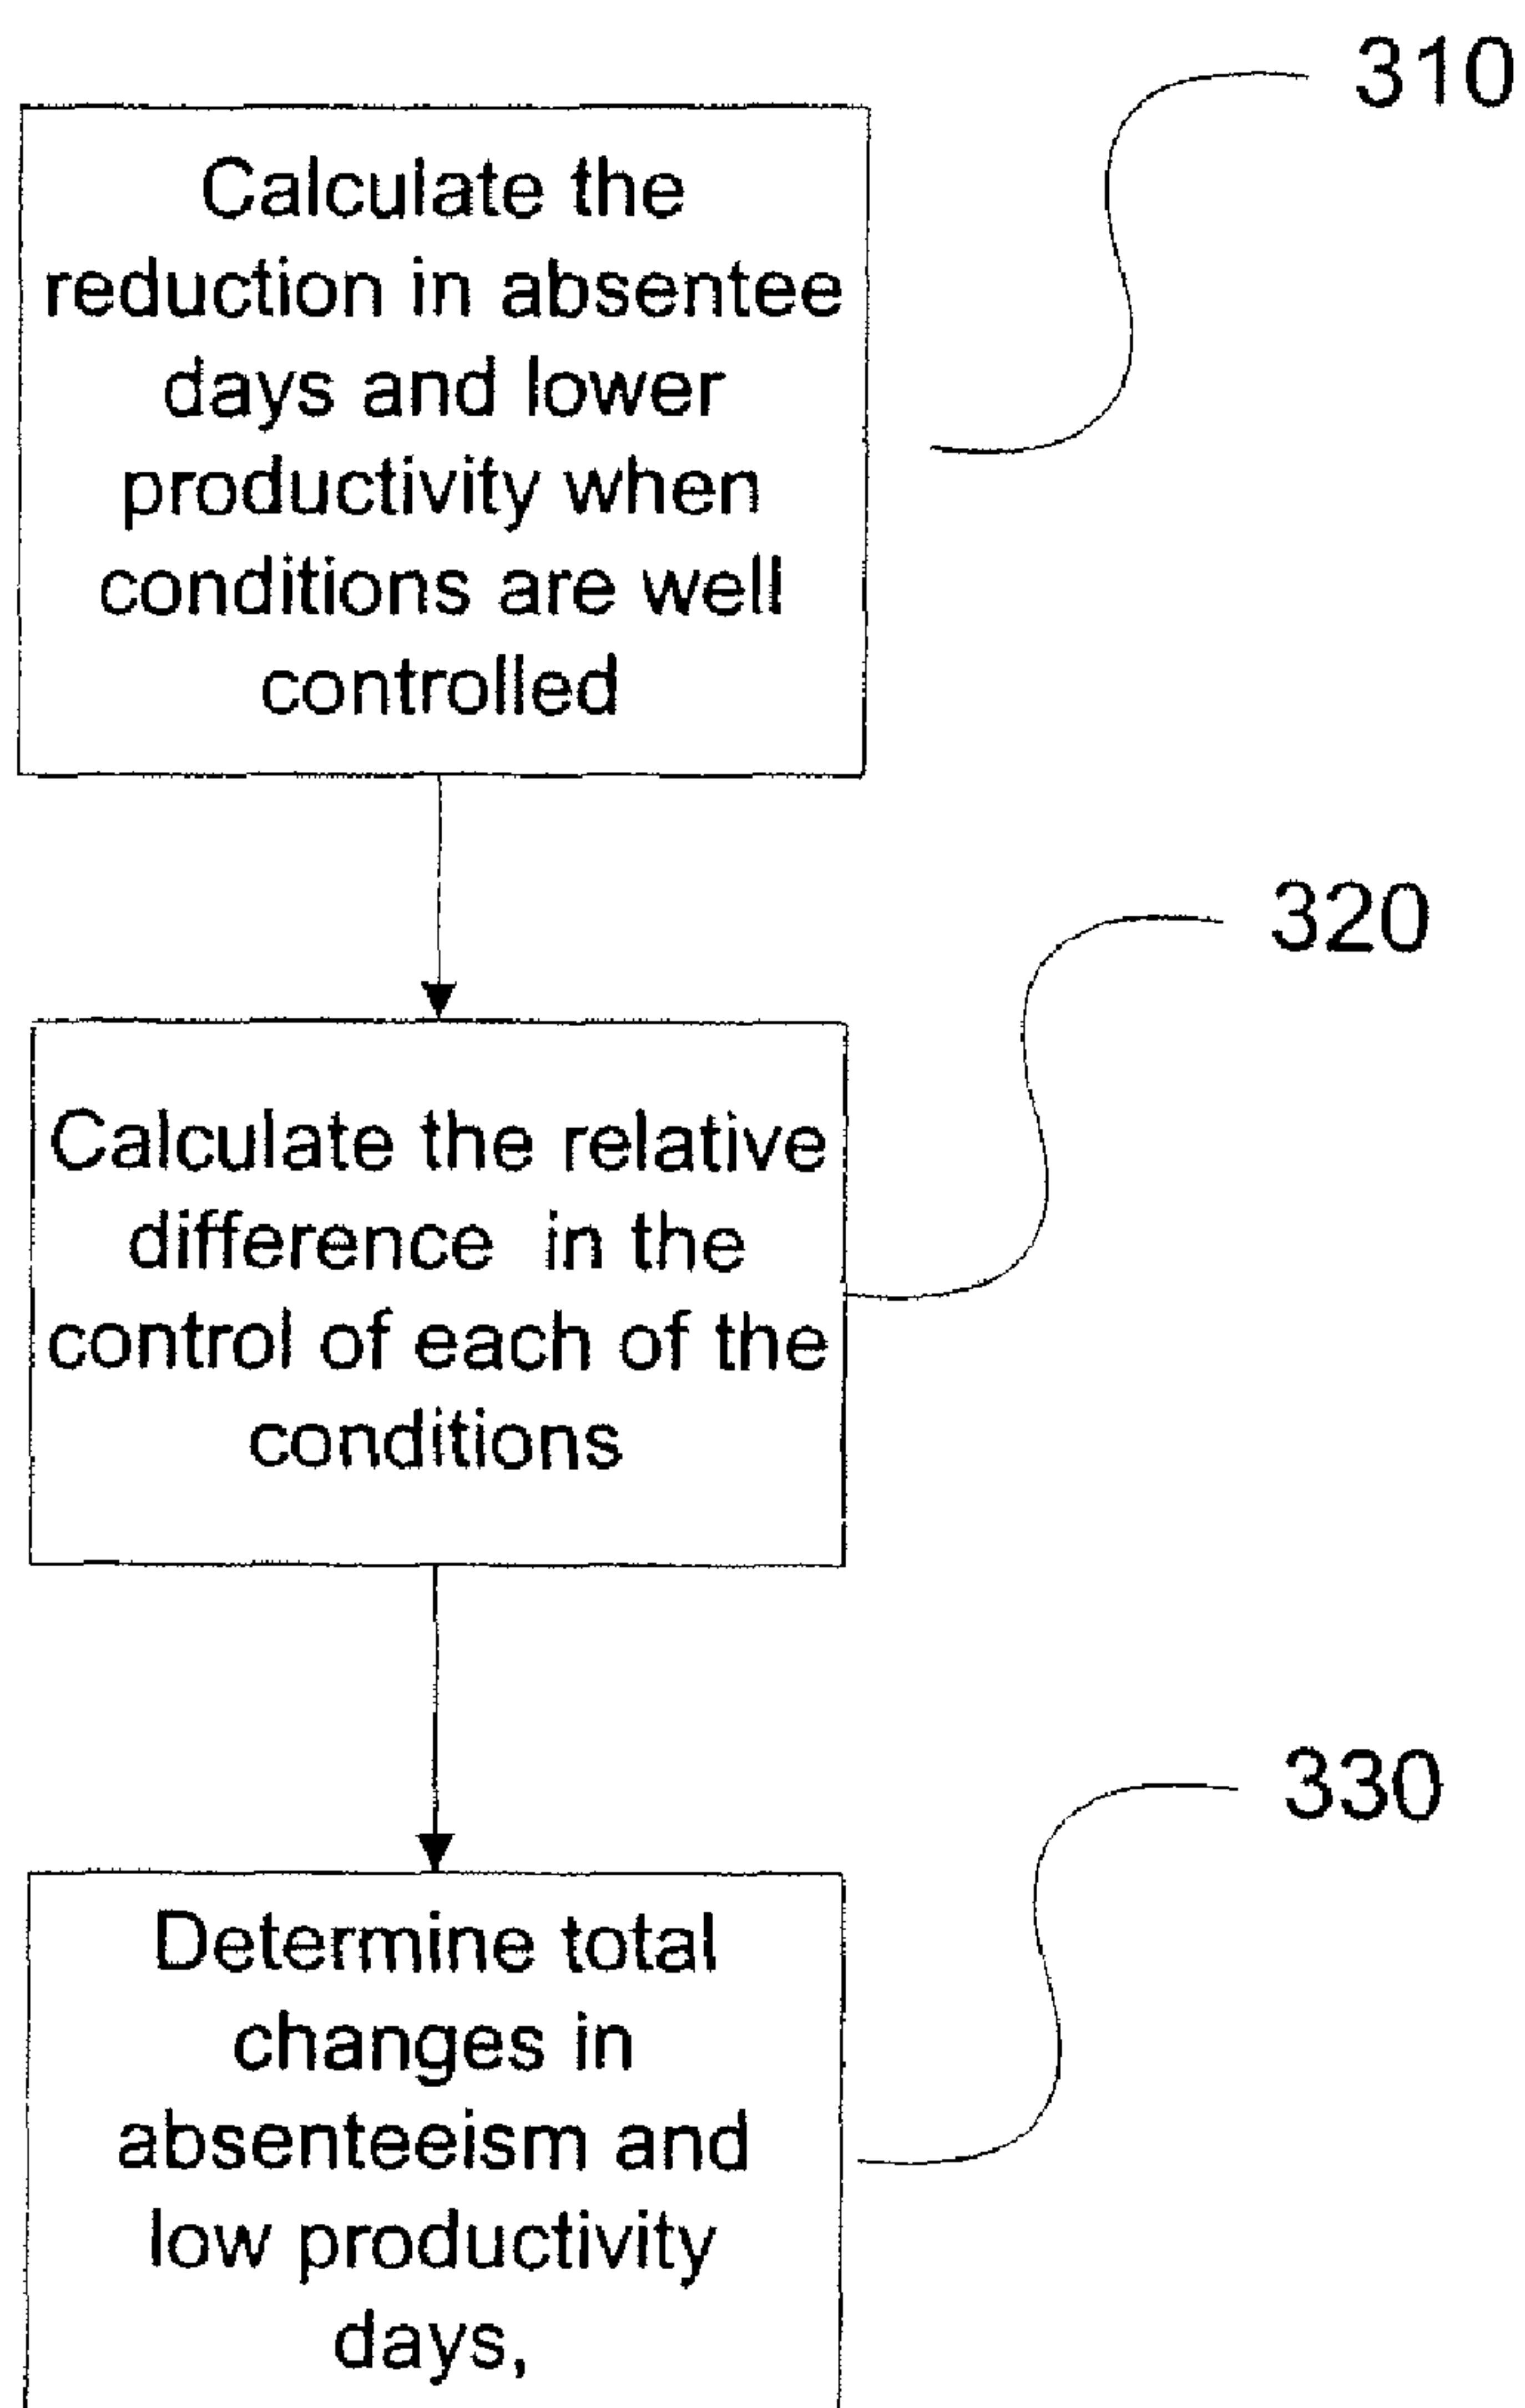 310
Calculate the
reduction in absentee
days and lower
productivity when
conditions are well
controlled
320
Calculate the relative
difference in the
control of each of the
conditions
330
Determine total
changes in
absenteeism and
low productivity
days,